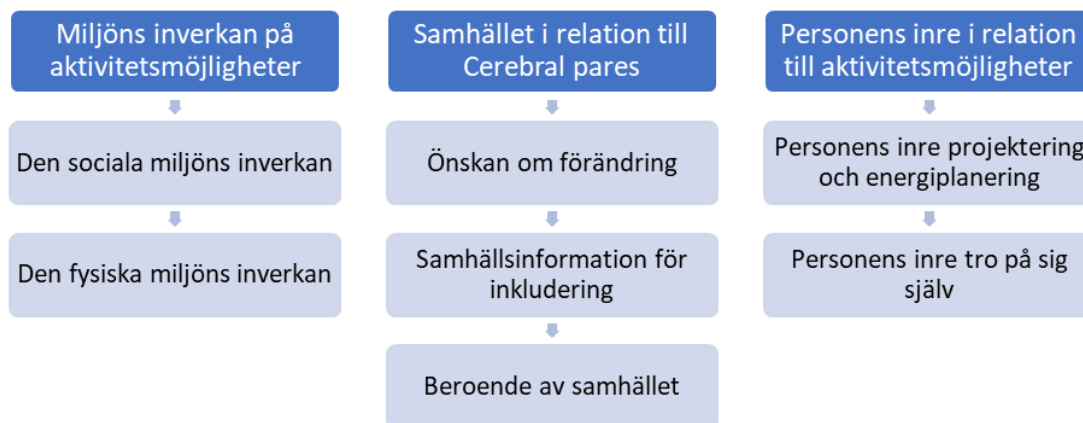 Miljöns inverkan på
aktivitetsmöjligheter
Den sociala miljöns inverkan
Den fysiska miljöns inverkan
Samhället i relation till
Cerebral pares
Önskan om förändring
Samhällsinformation för
inkludering
Beroende av samhället
Personens inre i relation
till aktivitetsmöjligheter
Personens inre projektering
och energiplanering
Personens inre tro på sig
själv